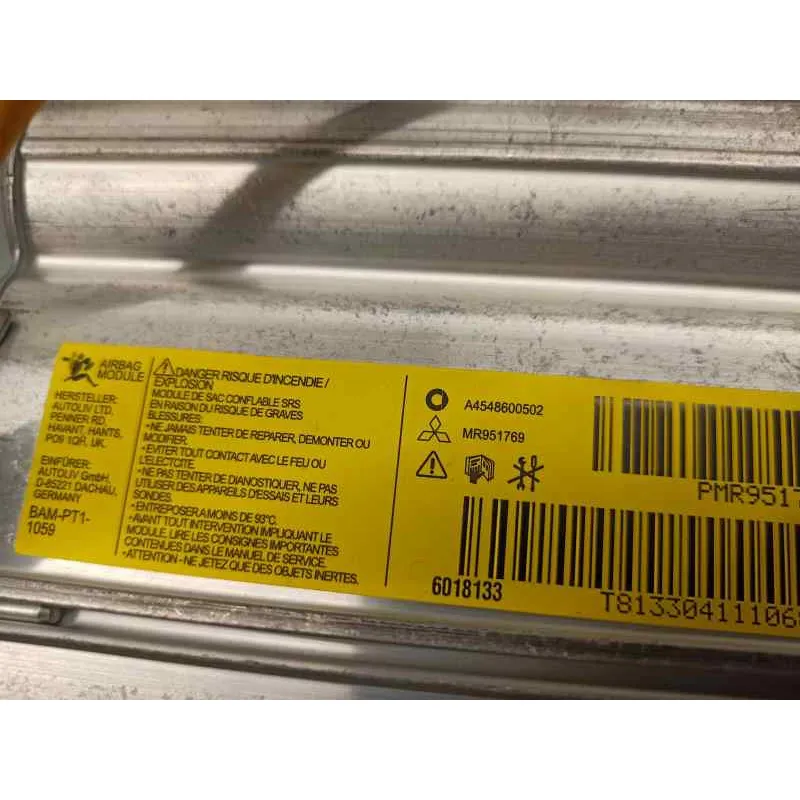 AIRBAG
MODULE
HERSTELLER:
AUTOLIV LTD.
PENNER RD,
HAVANT. HANTS,
PO9 1QR, UK.
EINFÜRER:
AUTOLIV GmbH,
D-85221 DACHAU,
GERMANY
BAM-PT1-
1059
DANGER RISQUE D'INCENDIE /
EXPLOSION
MODULE DE SAC CONFLABLE SRS
EN RAISON DU RISQUE DE GRAVES
BLESSURES:
•NE JAMAIS TENTER DE REPARER, DEMONTER OU
MODIFIER.
•EVITER TOUT CONTACT AVEC LE FEU OU
L'ELECTCITE.
•NE PAS TENTER DE DIANOSTIQUER, NE PAS
UTILISER DES APPAREILS D'ESSAIS ET LEURS
SONDES.
•ENTREPOSER A MOINS DE 93°C.
•AVANT TOUT INTERVENTION IMPLIQUANT LE
MODULE, LIRE LES CONSIGNES IMPORTANTES
CONTENUES DANS LE MANUEL DE SERVICE.
•ATTENTION - NE JETEZ QUE DES OBJETS INERTES.
A4548600502
MR951769
PMR9517
6018133
T81330411106